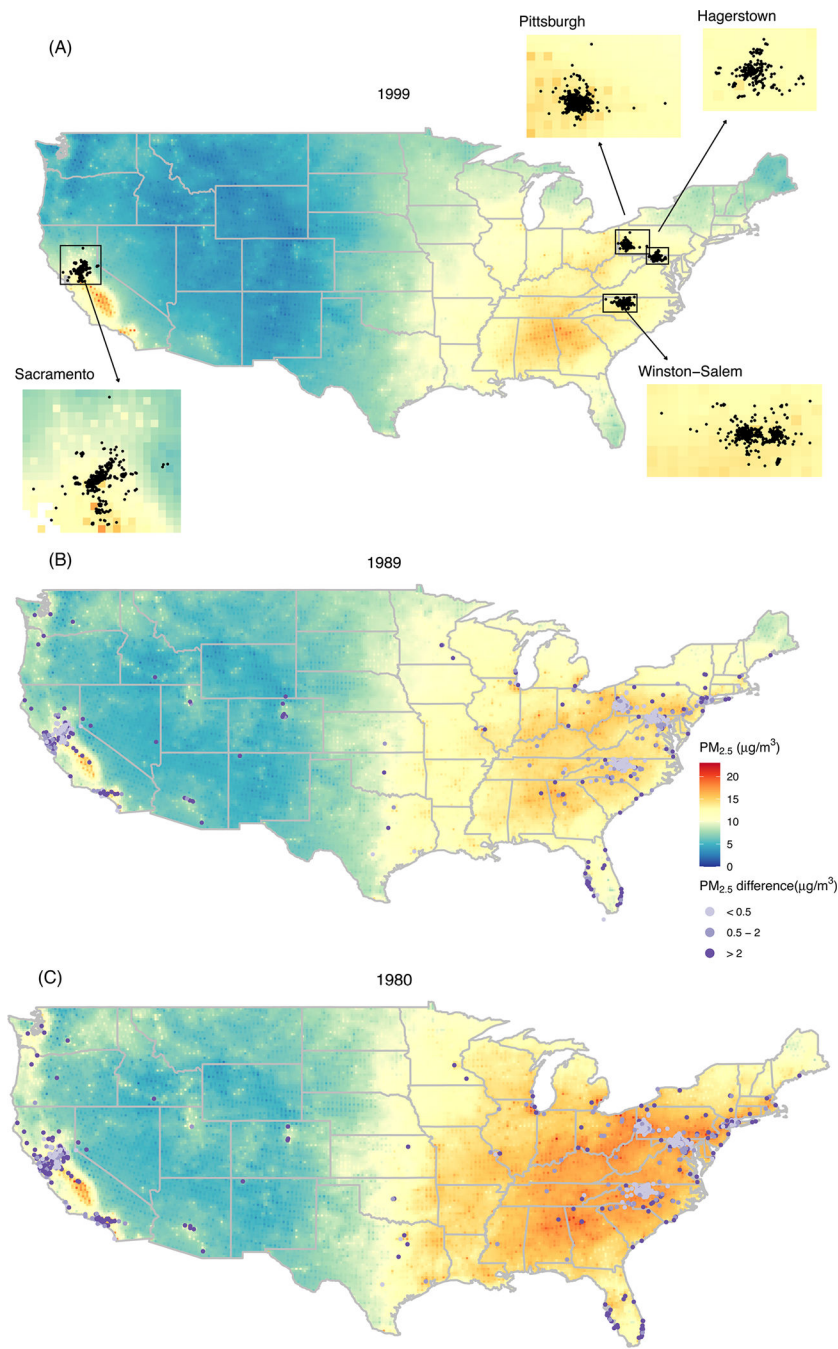 (A)
Pittsburgh
Hagerstown
1999
Sacramento
Winston−Salem
(B)
1989
PM2.5 (μg/m3)
20
15
10
5
0
PM2.5 difference(μg/m3)
< 0.5
0.5 − 2
> 2
(C)
1980